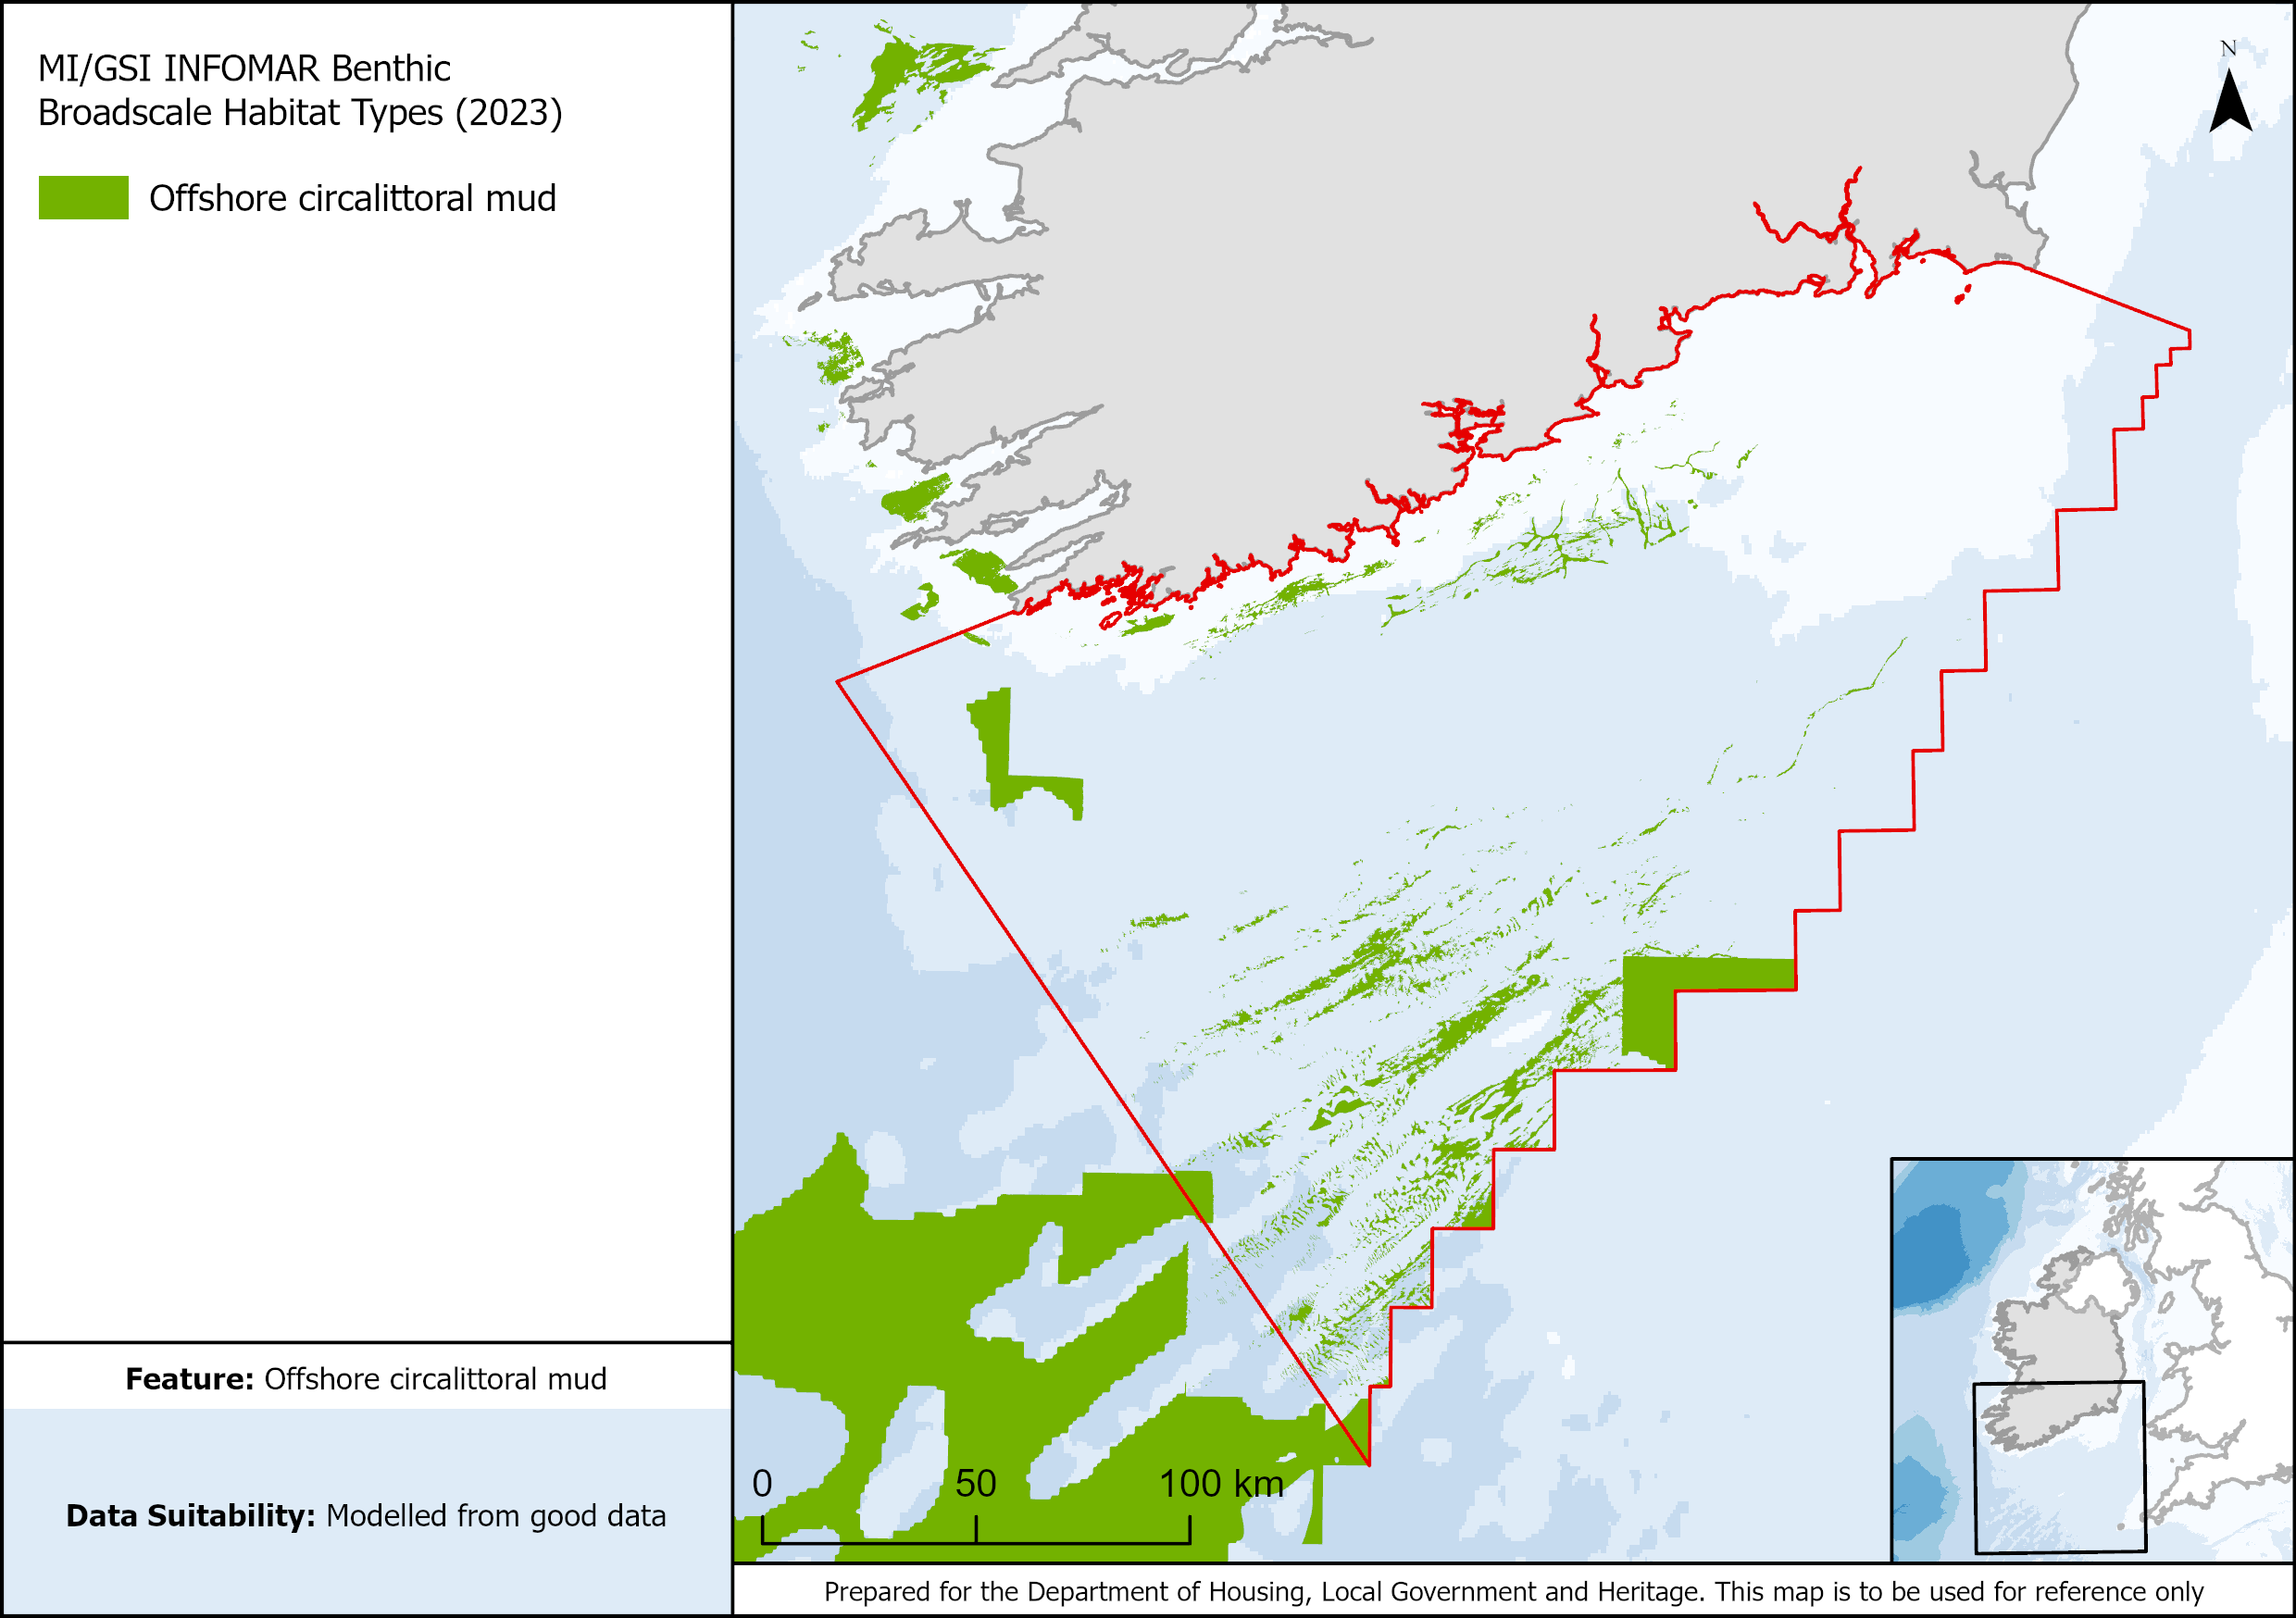 MI/GSI INFOMAR Benthic
Broadscale Habitat Types (2023)
Offshore circalittoral mud
Feature: Offshore circalittoral mud
Data Suitability: Modelled from good data
N
0 50 100 km
Prepared for the Department of Housing, Local Government and Heritage. This map is to be used for reference only